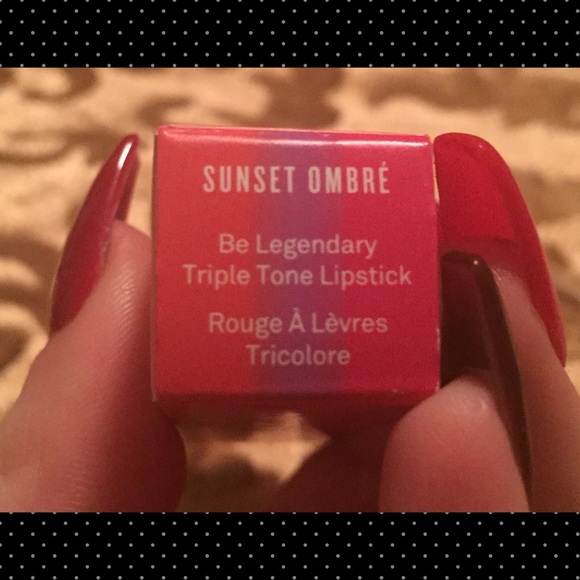 SUNSET OMBRÉ
Be Legendary
Triple Tone Lipstick
Rouge À Lèvres
Tricolore